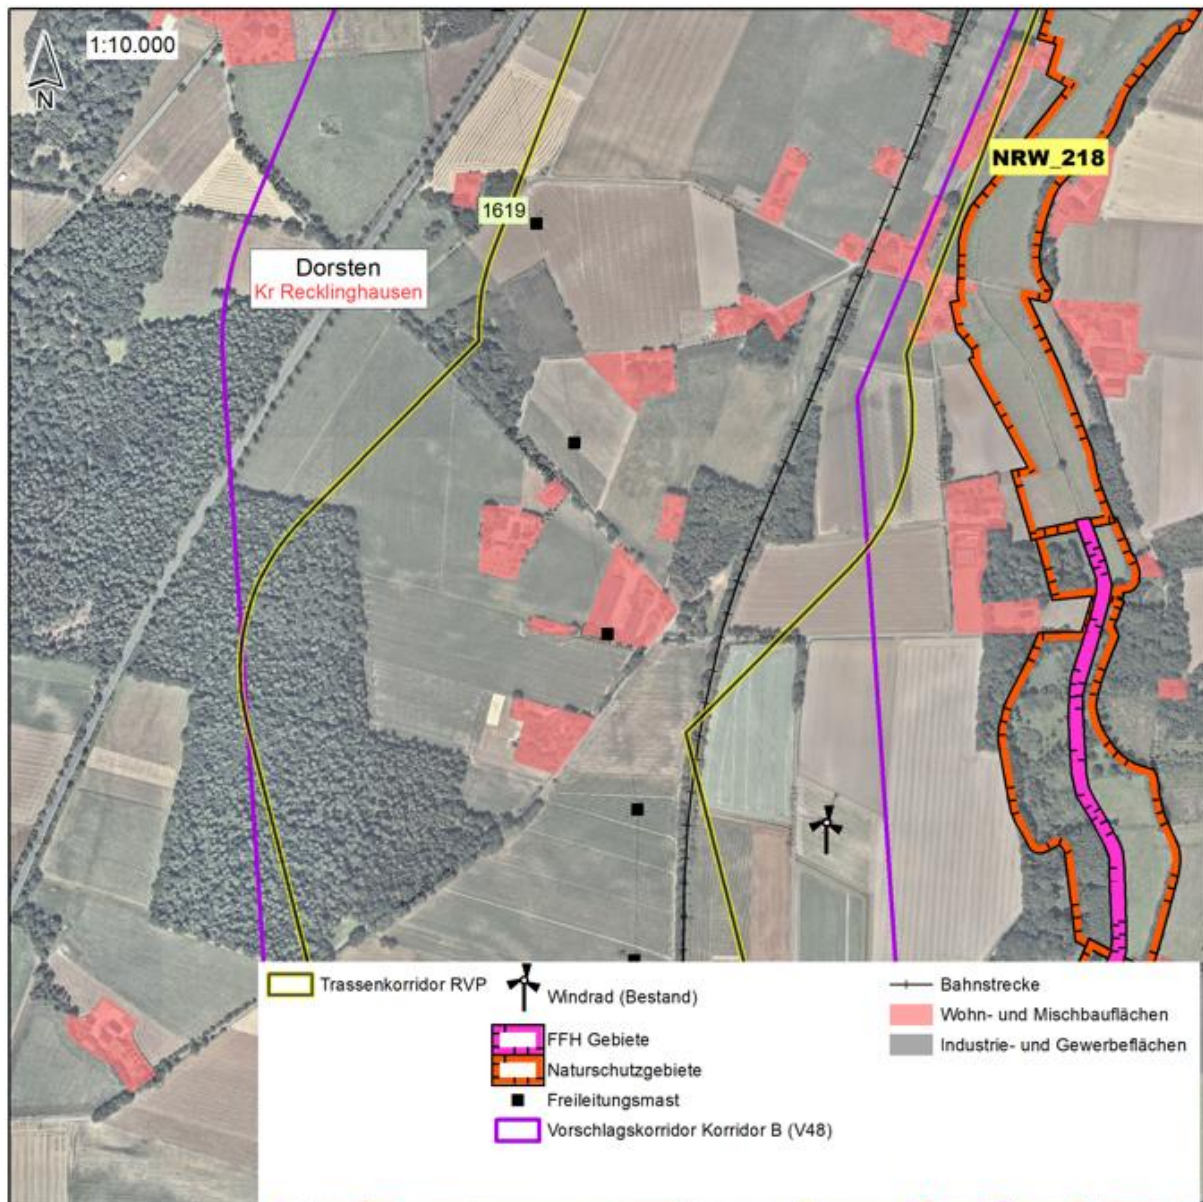 1:10.000
N
NRW_218
1619
Dorsten
Kr Recklinghausen
Trassenkorridor RVP
Windrad (Bestand)
FFH Gebiete
Naturschutzgebiete
Freileitungsmast
Vorschlagskorridor Korridor B (V48)
Bahnstrecke
Wohn- und Mischbauflächen
Industrie- und Gewerbeflächen